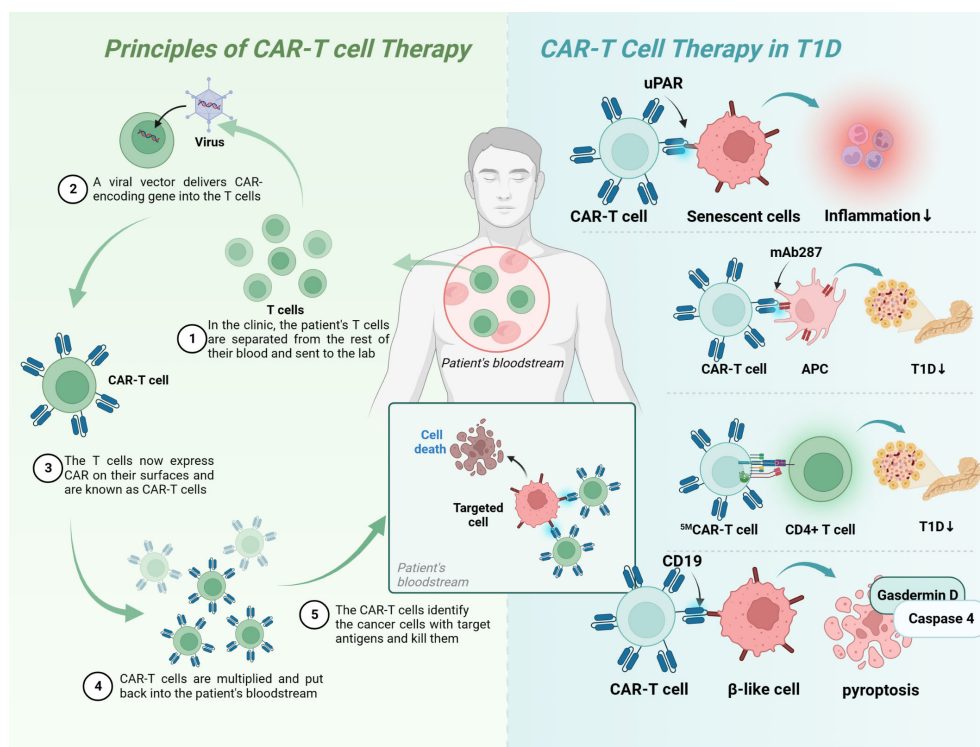 Principles of CAR-T cell Therapy
Virus
2
A viral vector delivers CAR-
encoding gene into the T cells
T cells
1
In the clinic, the patient's T cells
are separated from the rest of
their blood and sent to the lab
CAR-T cell
3
The T cells now express
CAR on their surfaces and
are known as CAR-T cells
4
CAR-T cells are multiplied and put
back into the patient's bloodstream
5
The CAR-T cells identify
the cancer cells with target
antigens and kill them
Patient's bloodstream
Cell
death
Targeted
cell
Patient's
bloodstream
CAR-T Cell Therapy in T1D
uPAR
CAR-T cell
Senescent cells
Inflammation↓
mAb287
CAR-T cell
APC
T1D↓
5MCAR-T cell
CD4+ T cell
T1D↓
CD19
Gasdermin D
Caspase 4
CAR-T cell
β-like cell
pyroptosis